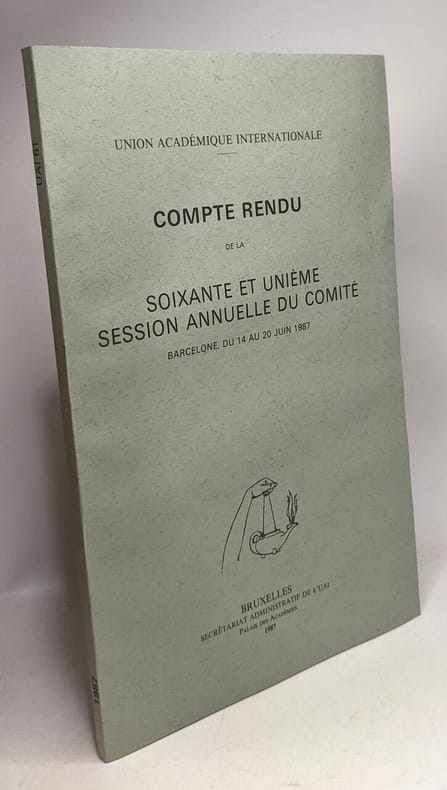 UNION ACADÉMIQUE INTERNATIONALE
COMPTE RENDU
DE LA
SOIXANTE ET UNIÈME
SESSION ANNUELLE DU COMITÉ
BARCELONE, DU 14 AU 20 JUIN 1987
BRUXELLES
SECRÉTARIAT ADMINISTRATIF DE L'UAI
PALAIS DES ACADÉMIES
1987
UAI 61
1987